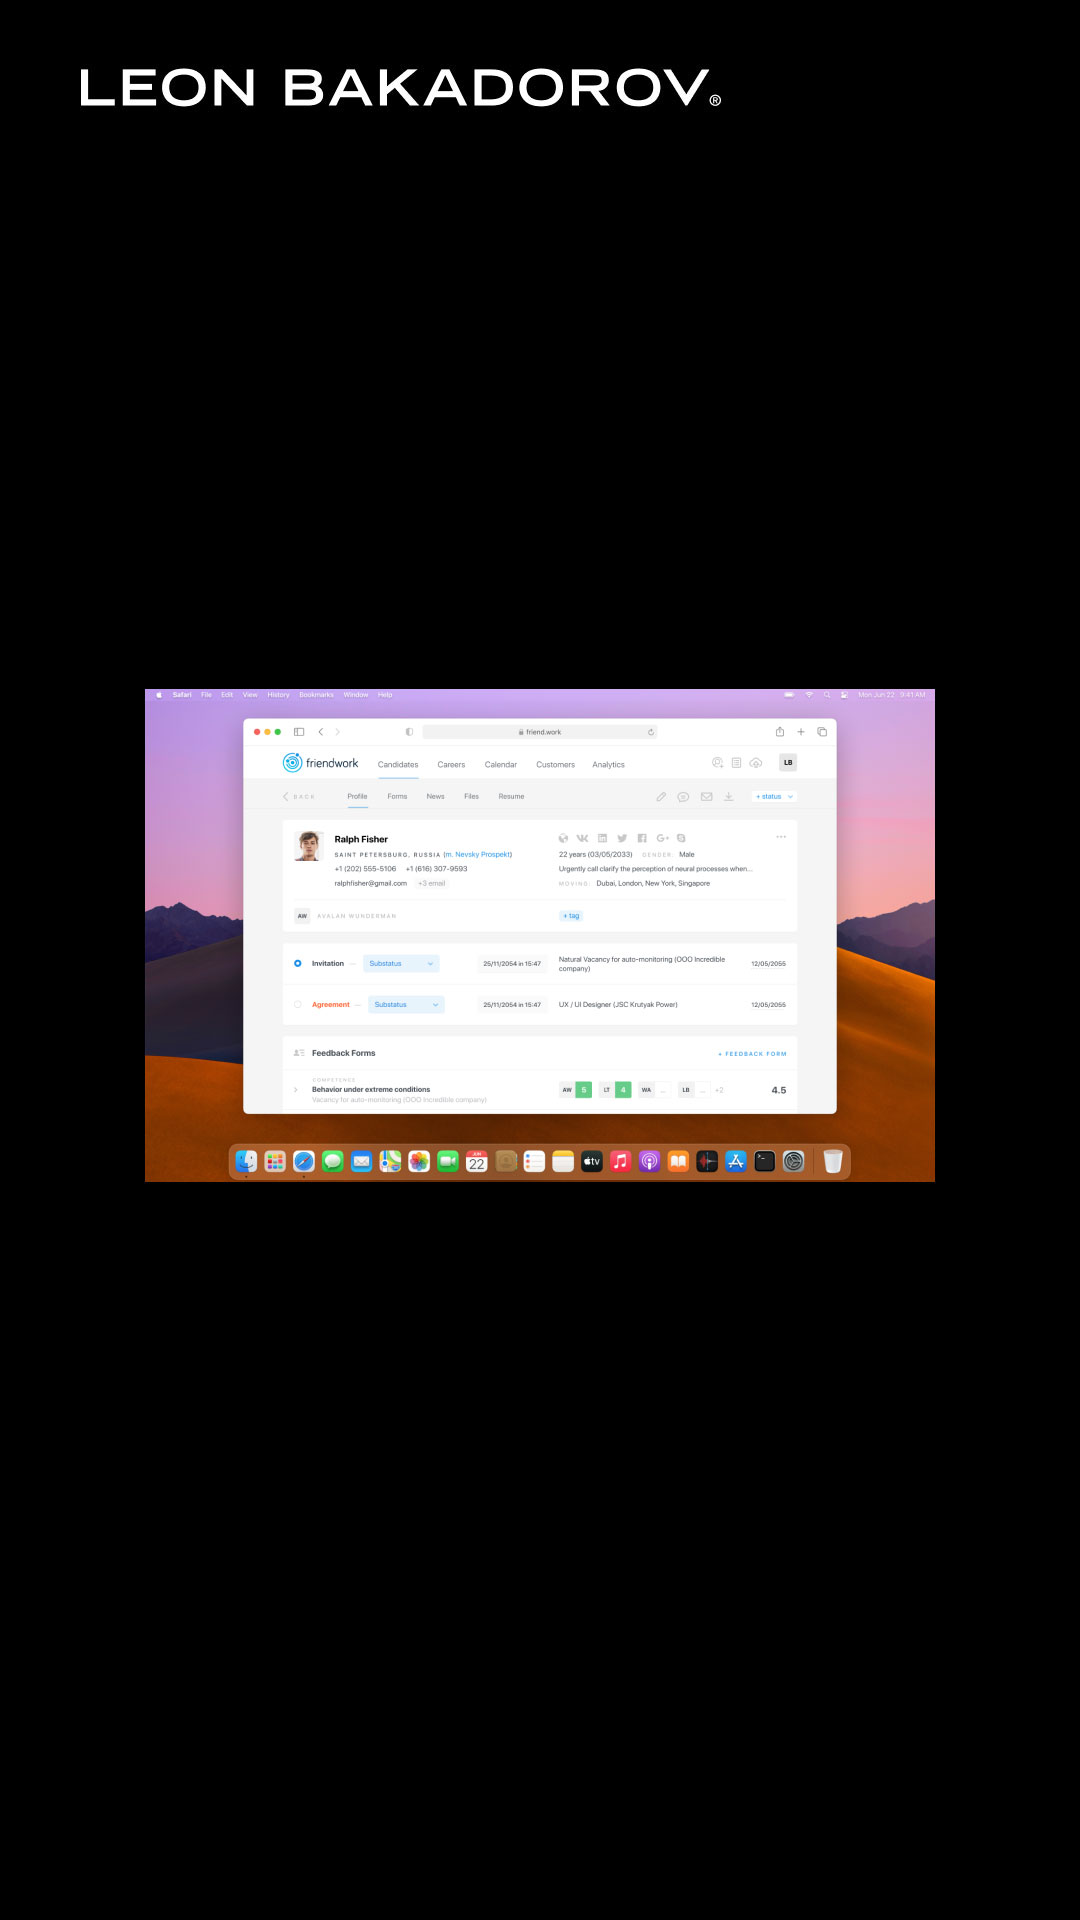 LEON BAKADOROV®
Safari File Edit View History Bookmarks Window Help Mon Jun 22 9:41 AM
friend.work
friendwork Candidates Careers Calendar Customers Analytics LB
BACK Profile Forms News Files Resume + status
Ralph Fisher
SAINT PETERSBURG, RUSSIA (m. Nevsky Prospekt) 22 years (03/05/2033) GENDER: Male
+1 (202) 555-5106 +1 (616) 307-9593 Urgently call clarify the perception of neural processes when...
ralphfisher@gmail.com +3 email MOVING: Dubai, London, New York, Singapore
AW AVALAN WUNDERMAN + tag
Invitation — Substatus 25/11/2054 in 15:47 Natural Vacancy for auto-monitoring (OOO Incredible 12/05/2055
company)
Agreement — Substatus 25/11/2054 in 15:47 UX / UI Designer (JSC Krutyak Power) 12/05/2055
Feedback Forms + FEEDBACK FORM
COMPETENCE:
Behavior under extreme conditions AW 5 LT 4 WA ... LB ... +2 4.5
Vacancy for auto-monitoring (OOO Incredible company)
JUN
22
tv